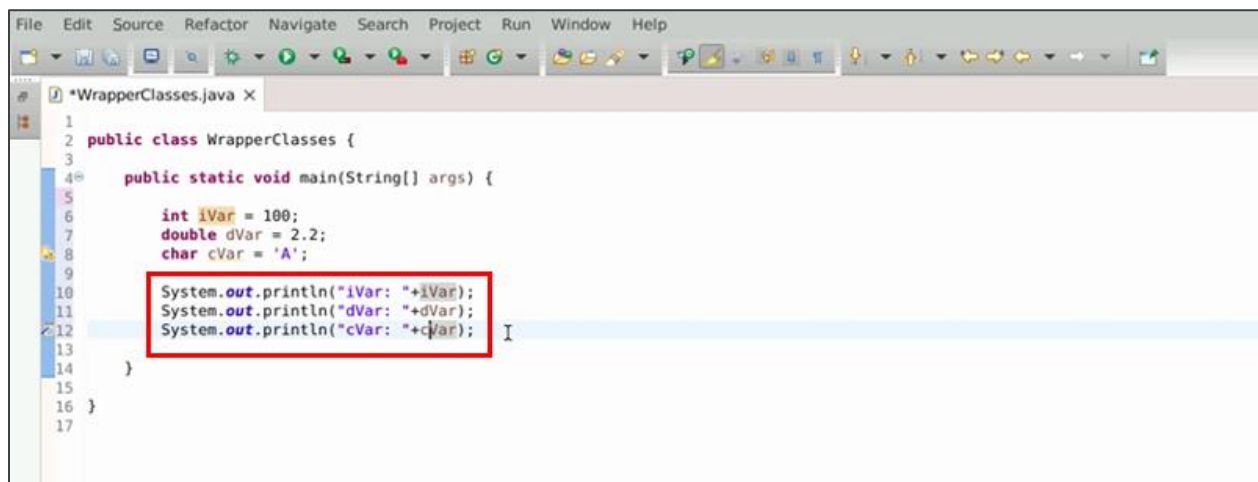 File Edit Source Refactor Navigate Search Project Run Window Help
*WrapperClasses.java
1
2 public class WrapperClasses {
3
4 public static void main(String[] args) {
5
6 int iVar = 100;
7 double dVar = 2.2;
8 char cVar = 'A';
9
10 System.out.println("iVar: "+iVar);
11 System.out.println("dVar: "+dVar);
12 System.out.println("cVar: "+cVar);
13
14 }
15
16 }
17